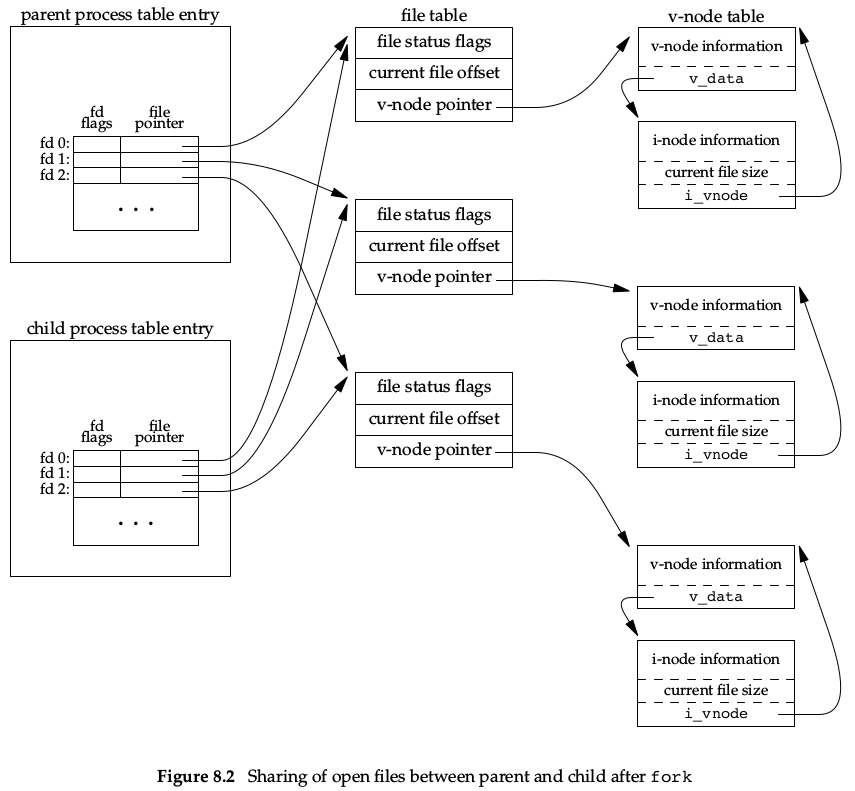 parent process table entry
fd
flags
file
pointer
fd 0:
fd 1:
fd 2:
. . .
child process table entry
fd
flags
file
pointer
fd 0:
fd 1:
fd 2:
. . .
file table
file status flags
current file offset
v-node pointer
file status flags
current file offset
v-node pointer
file status flags
current file offset
v-node pointer
v-node table
v-node information
v_data
i-node information
current file size
i_vnode
v-node information
v_data
i-node information
current file size
i_vnode
v-node information
v_data
i-node information
current file size
i_vnode
Figure 8.2 Sharing of open files between parent and child after fork